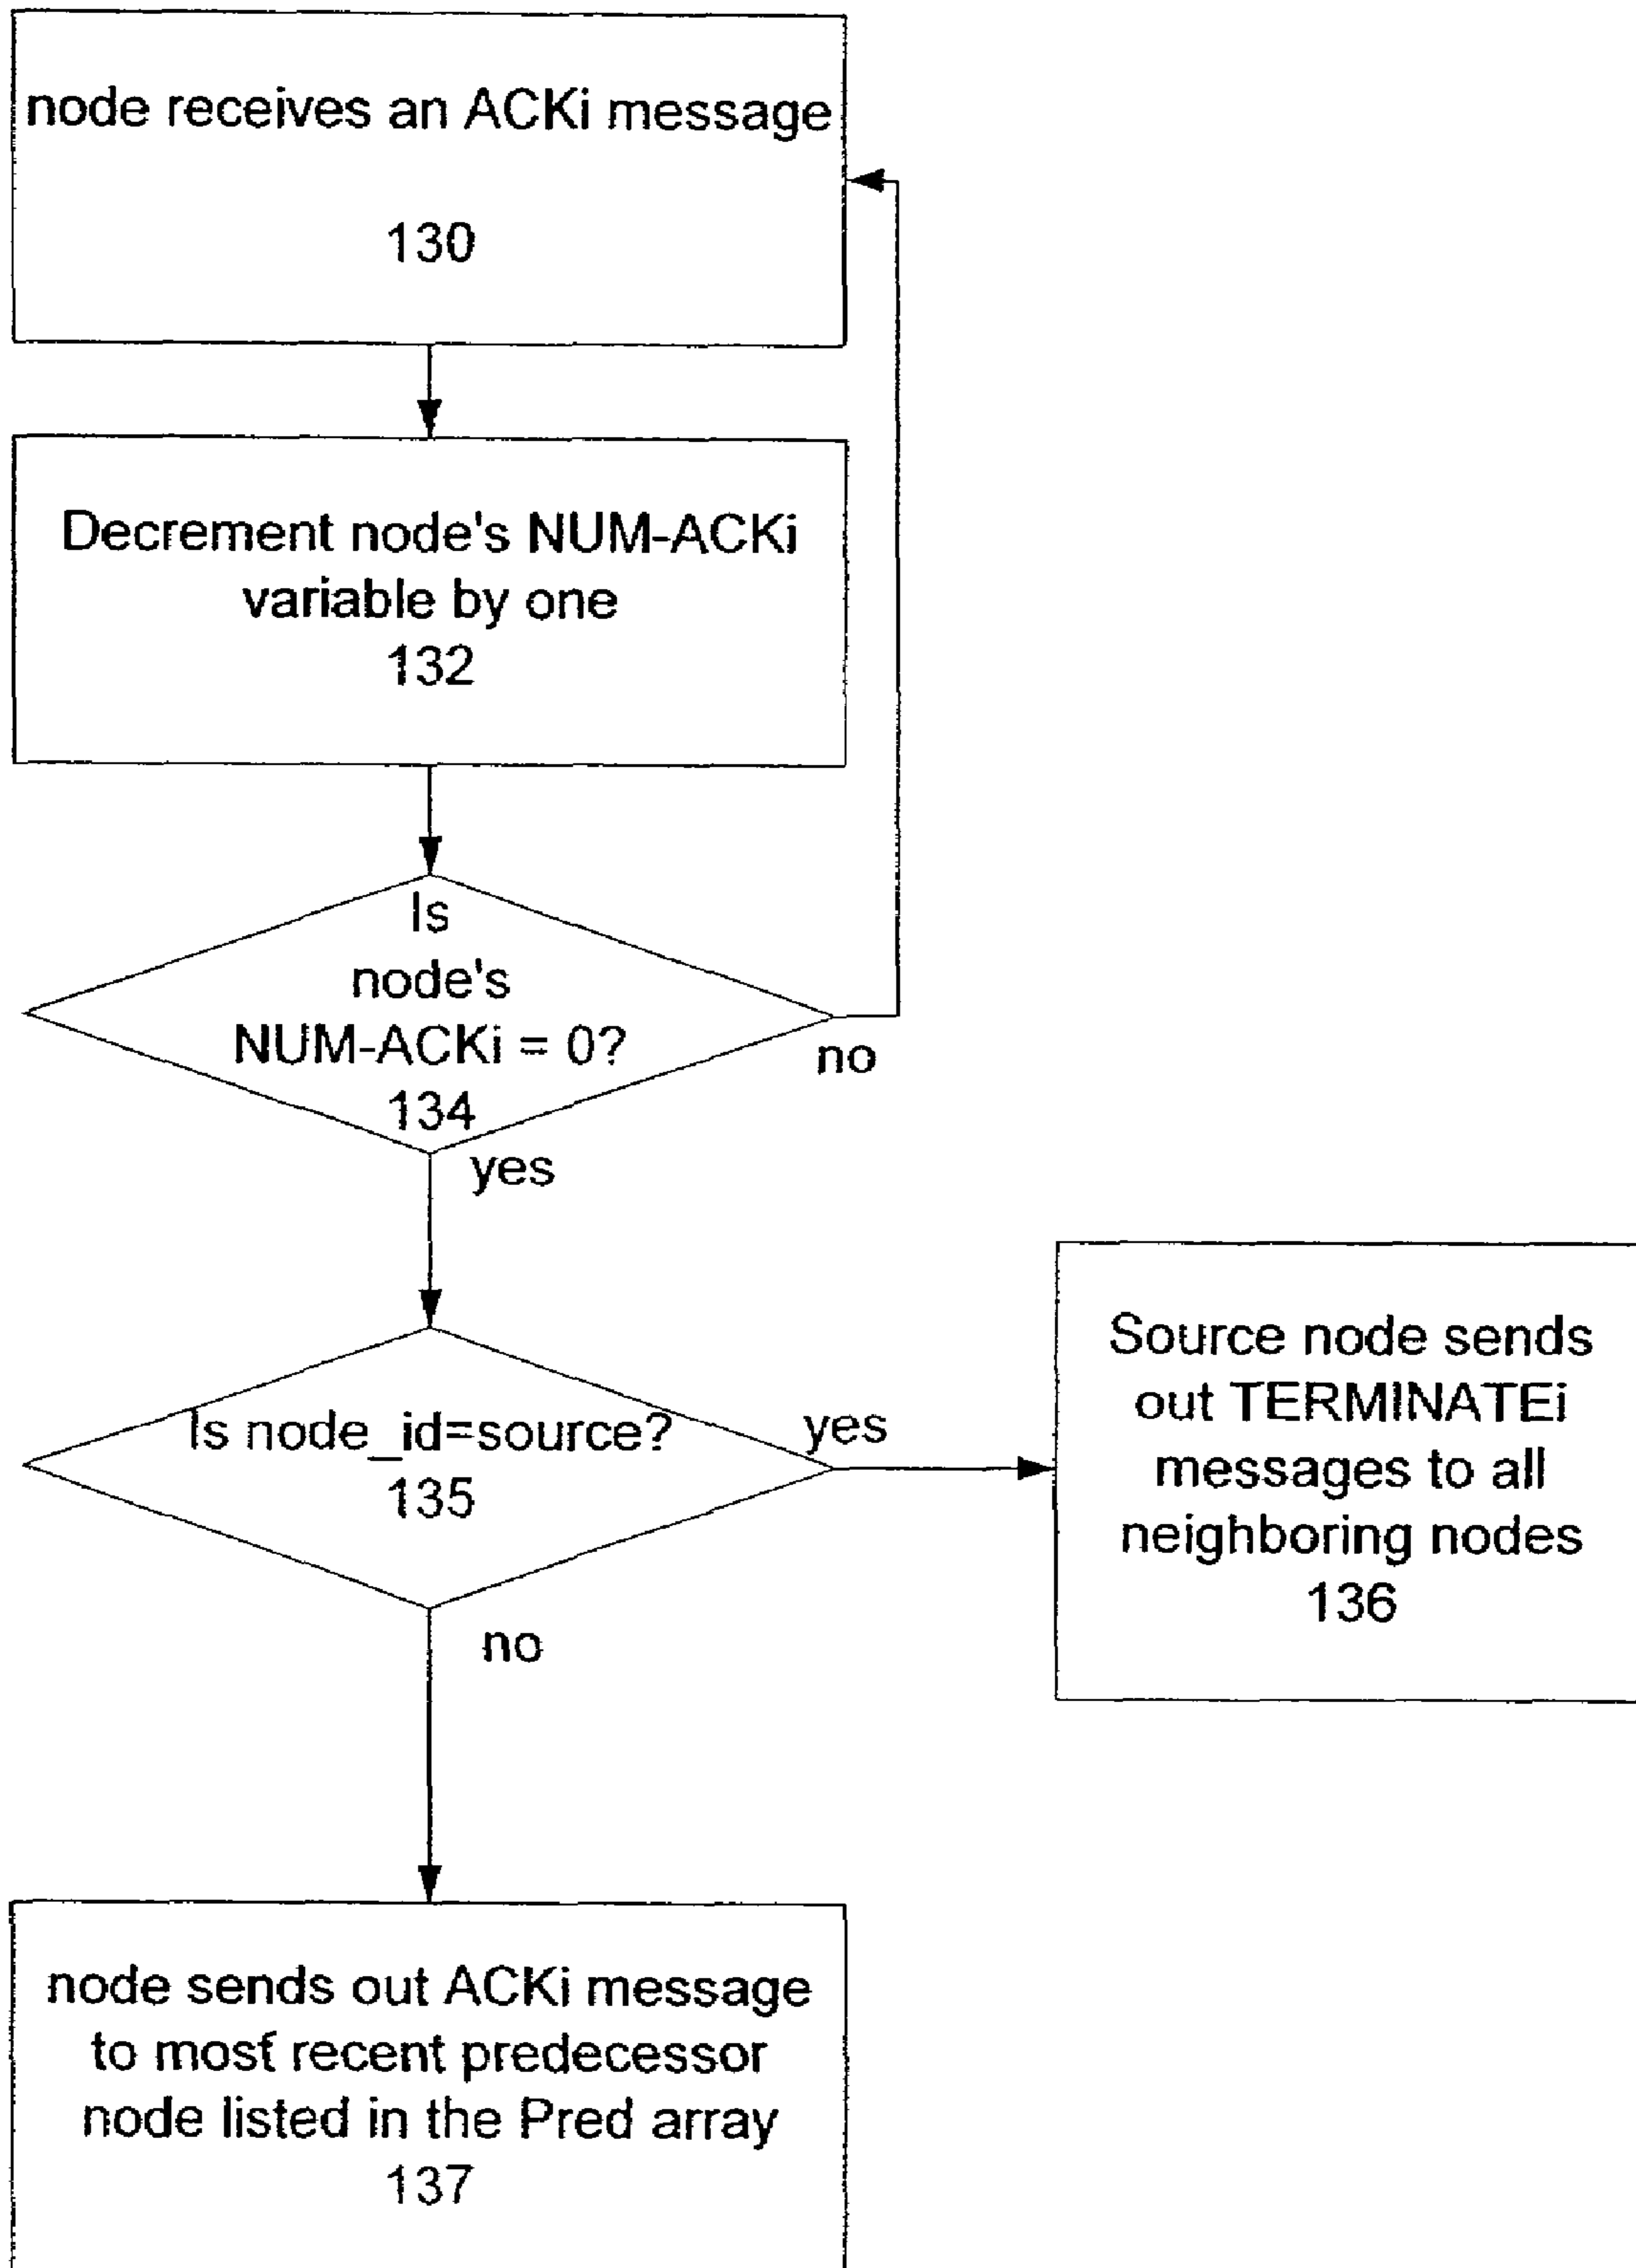 node receives an ACKi message
130
Decrement node's NUM-ACKi
variable by one
132
Is
node's
NUM-ACKi = 0?
134
no
yes
Is node_id=source?
135
yes
no
Source node sends
out TERMINATEi
messages to all
neighboring nodes
136
node sends out ACKi message
to most recent predecessor
node listed in the Pred array
137